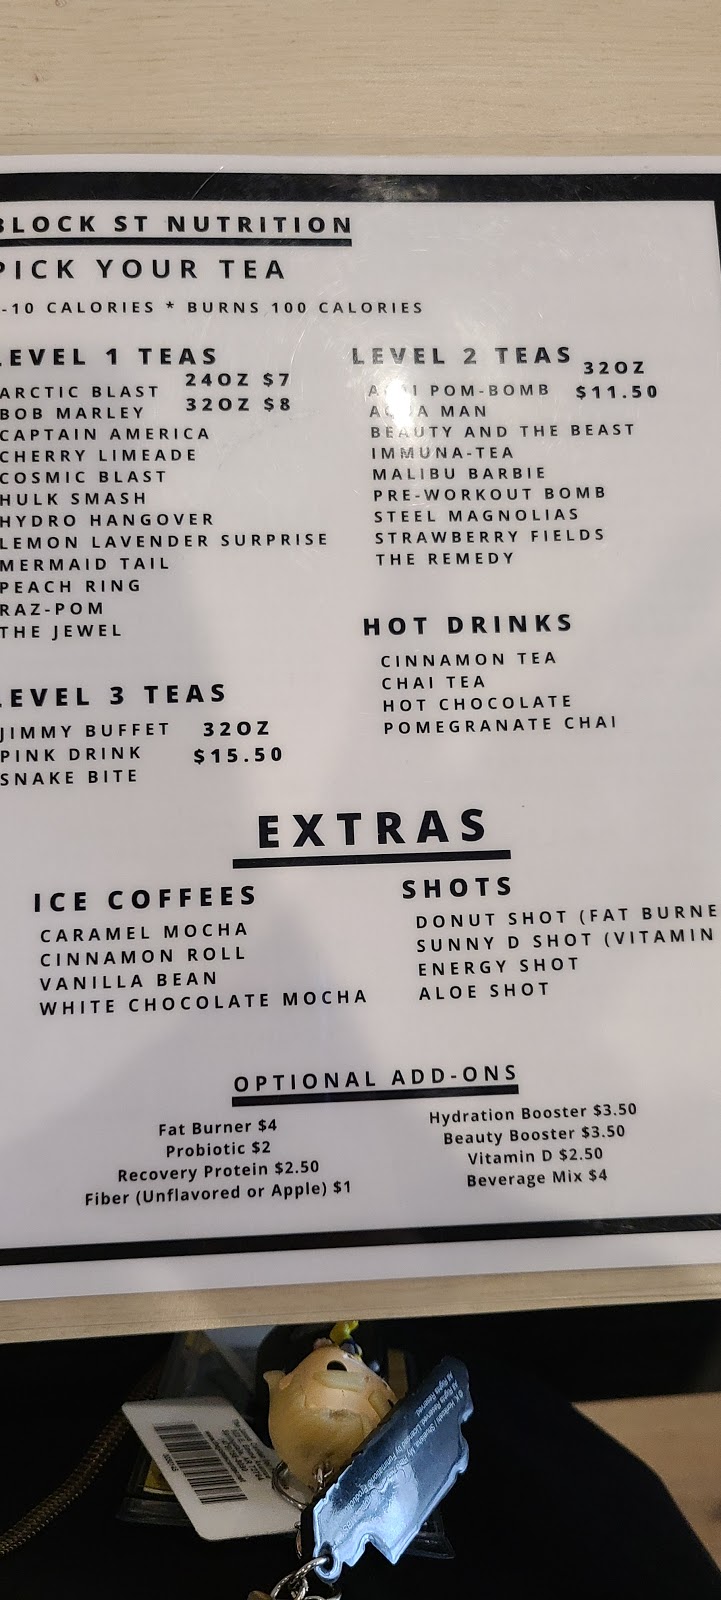 BLOCK ST NUTRITION
PICK YOUR TEA
-10 CALORIES * BURNS 100 CALORIES
LEVEL 1 TEAS
24OZ $7
32OZ $8
ARCTIC BLAST
BOB MARLEY
CAPTAIN AMERICA
CHERRY LIMEADE
COSMIC BLAST
HULK SMASH
HYDRO HANGOVER
LEMON LAVENDER SURPRISE
MERMAID TAIL
PEACH RING
RAZ-POM
THE JEWEL
LEVEL 2 TEAS
32OZ
$11.50
POM-BOMB
AQUA MAN
BEAUTY AND THE BEAST
IMMUNA-TEA
MALIBU BARBIE
PRE-WORKOUT BOMB
STEEL MAGNOLIAS
STRAWBERRY FIELDS
THE REMEDY
HOT DRINKS
CINNAMON TEA
CHAI TEA
HOT CHOCOLATE
POMEGRANATE CHAI
LEVEL 3 TEAS
32OZ
$15.50
JIMMY BUFFET
PINK DRINK
SNAKE BITE
EXTRAS
ICE COFFEES
CARAMEL MOCHA
CINNAMON ROLL
VANILLA BEAN
WHITE CHOCOLATE MOCHA
SHOTS
DONUT SHOT (FAT BURNE
SUNNY D SHOT (VITAMIN
ENERGY SHOT
ALOE SHOT
OPTIONAL ADD-ONS
Fat Burner $4
Probiotic $2
Recovery Protein $2.50
Fiber (Unflavored or Apple) $1
Hydration Booster $3.50
Beauty Booster $3.50
Vitamin D $2.50
Beverage Mix $4